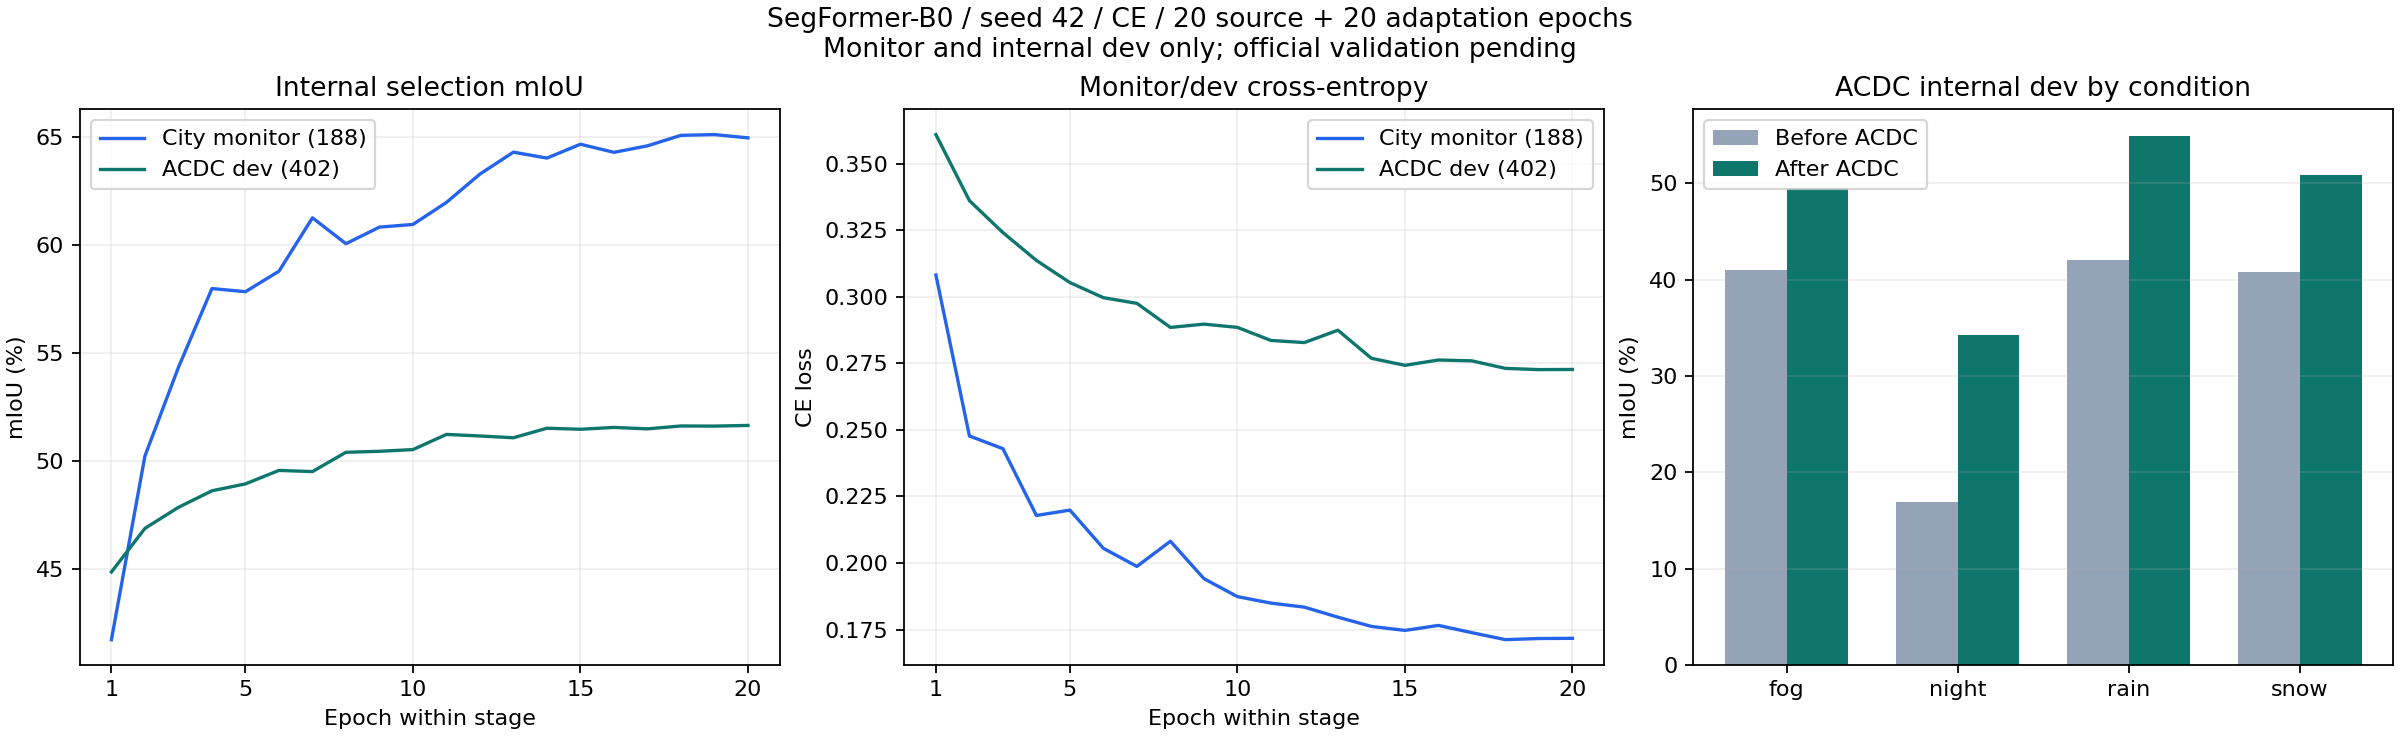 SegFormer-B0 / seed 42 / CE / 20 source + 20 adaptation epochs
Monitor and internal dev only; official validation pending
Internal selection mIoU
City monitor (188)
ACDC dev (402)
mIoU (%)
65
60
55
50
45
1
5
10
15
20
Epoch within stage
Monitor/dev cross-entropy
City monitor (188)
ACDC dev (402)
CE loss
0.350
0.325
0.300
0.275
0.250
0.225
0.200
0.175
1
5
10
15
20
Epoch within stage
ACDC internal dev by condition
Before ACDC
After ACDC
mIoU (%)
50
40
30
20
10
0
fog
night
rain
snow